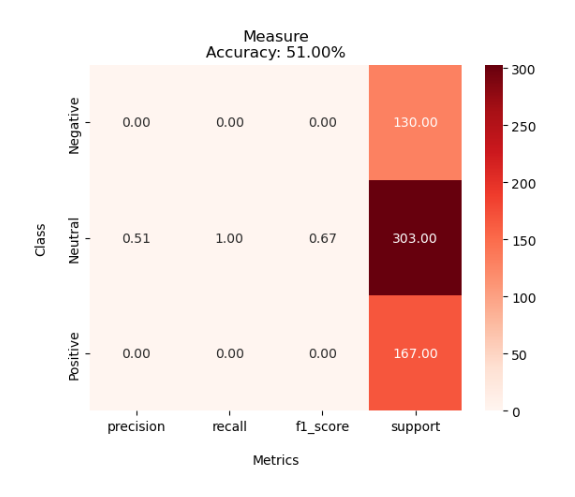 Measure
Accuracy: 51.00%
Class
Negative
0.00 0.00 0.00 130.00
Neutral
0.51 1.00 0.67 303.00
Positive
0.00 0.00 0.00 167.00
precision recall f1_score support
Metrics
300
250
200
150
100
50
0